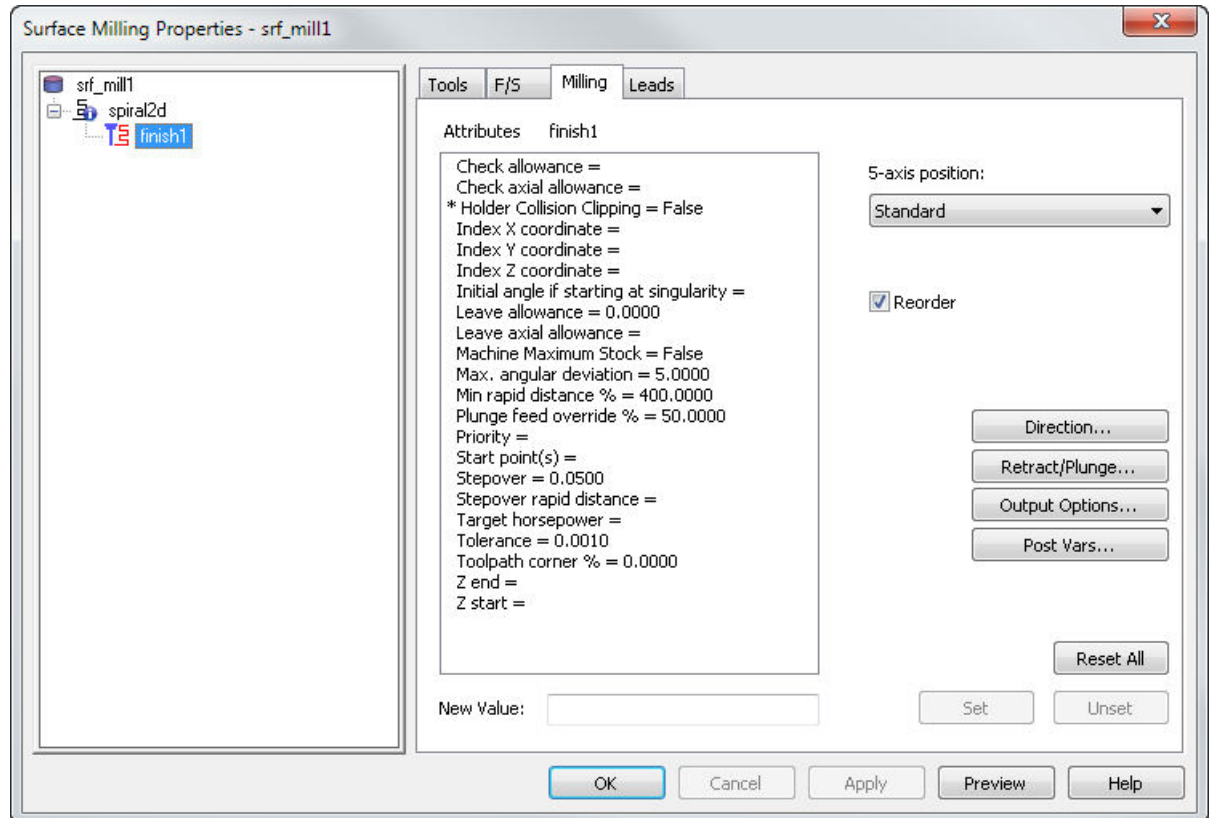 Surface Milling Properties - srf_mill1
srf_mill1
spiral2d
finish1
Tools F/S Milling Leads
Attributes finish1
Check allowance =
Check axial allowance =
* Holder Collision Clipping = False
Index X coordinate =
Index Y coordinate =
Index Z coordinate =
Initial angle if starting at singularity =
Leave allowance = 0.0000
Leave axial allowance =
Machine Maximum Stock = False
Max. angular deviation = 5.0000
Min rapid distance % = 400.0000
Plunge feed override % = 50.0000
Priority =
Start point(s) =
Stepover = 0.0500
Stepover rapid distance =
Target horsepower =
Tolerance = 0.0010
Toolpath corner % = 0.0000
Z end =
Z start =
5-axis position:
Standard
Reorder
Direction...
Retract/Plunge...
Output Options...
Post Vars...
Reset All
New Value:
Set Unset
OK Cancel Apply Preview Help